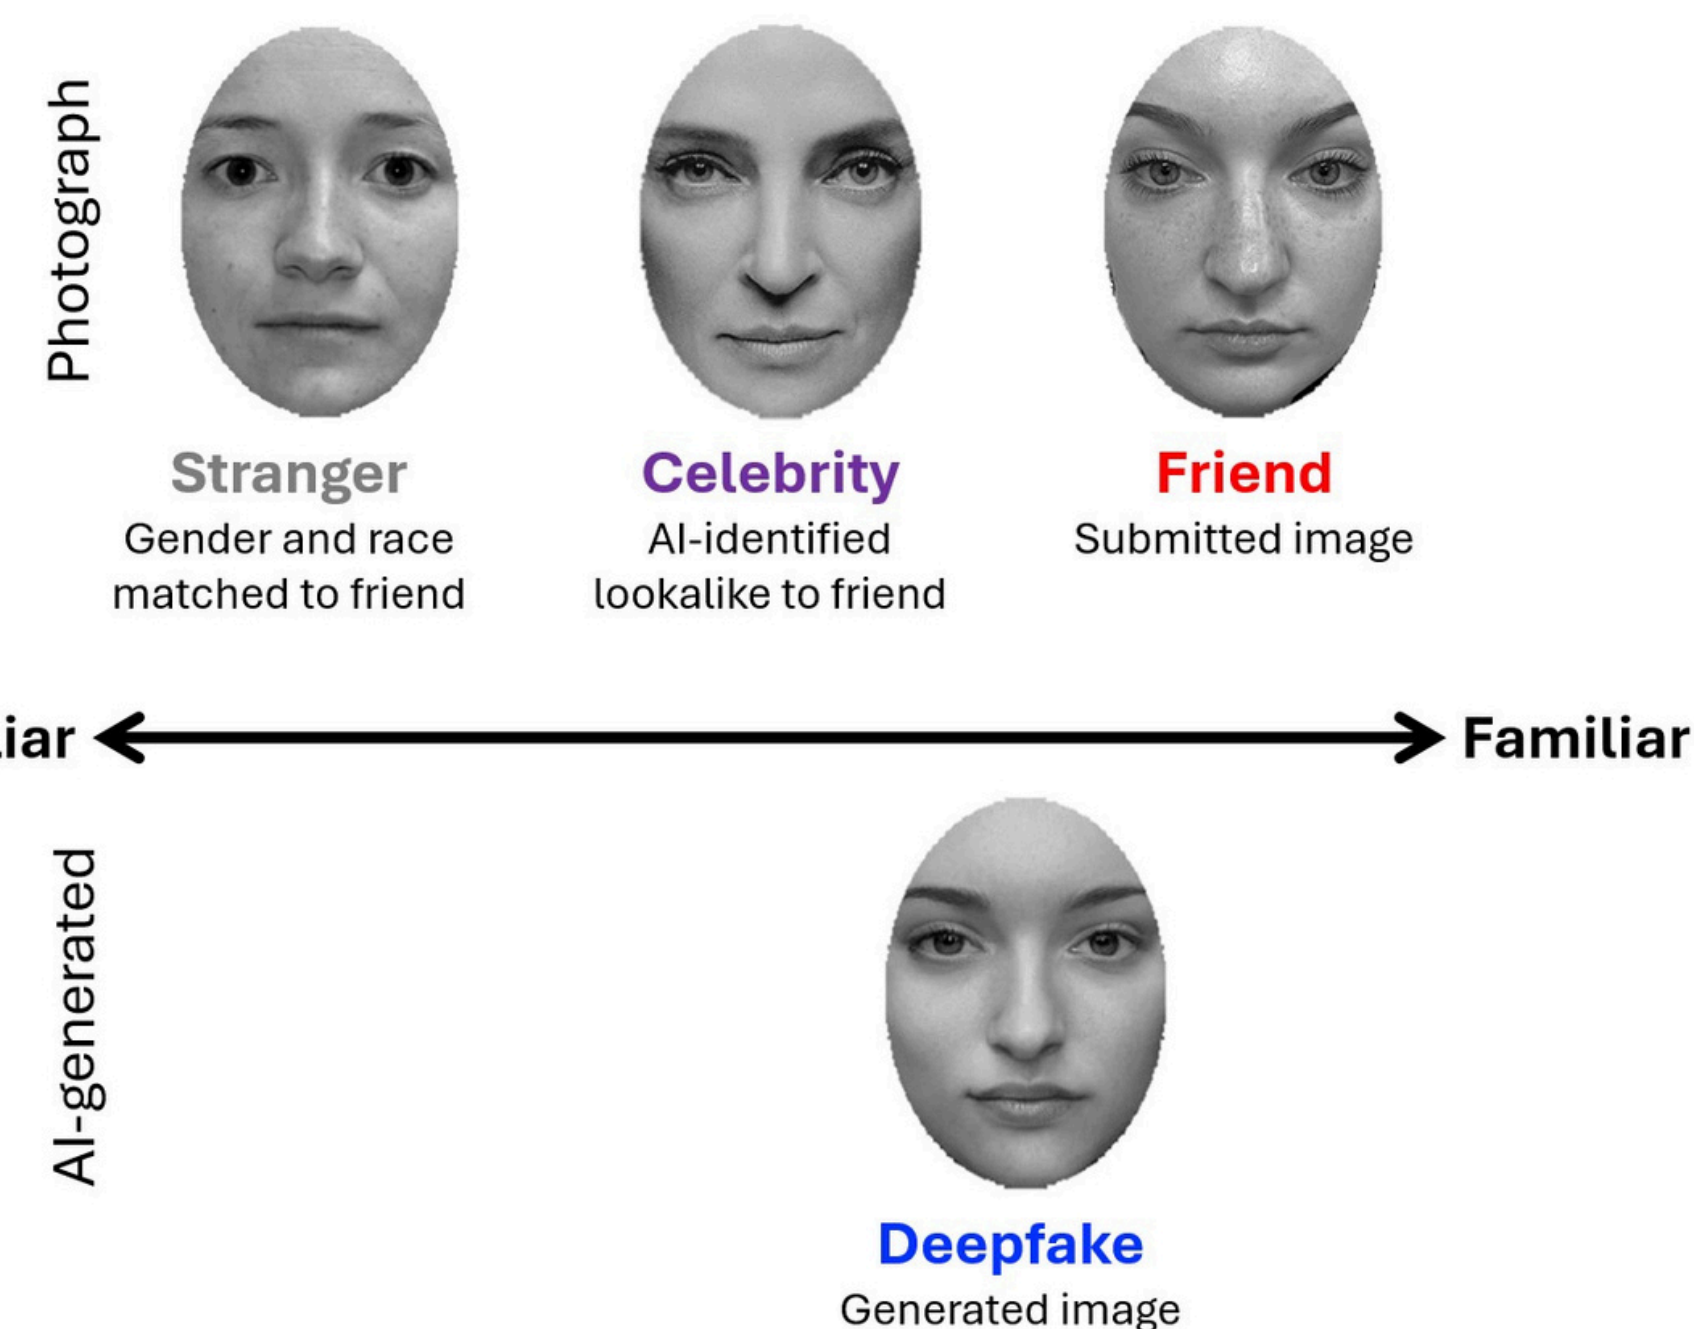 Photograph
Stranger
Gender and race
matched to friend
Celebrity
AI-identified
lookalike to friend
Friend
Submitted image
liar
Familiar
AI-generated
Deepfake
Generated image